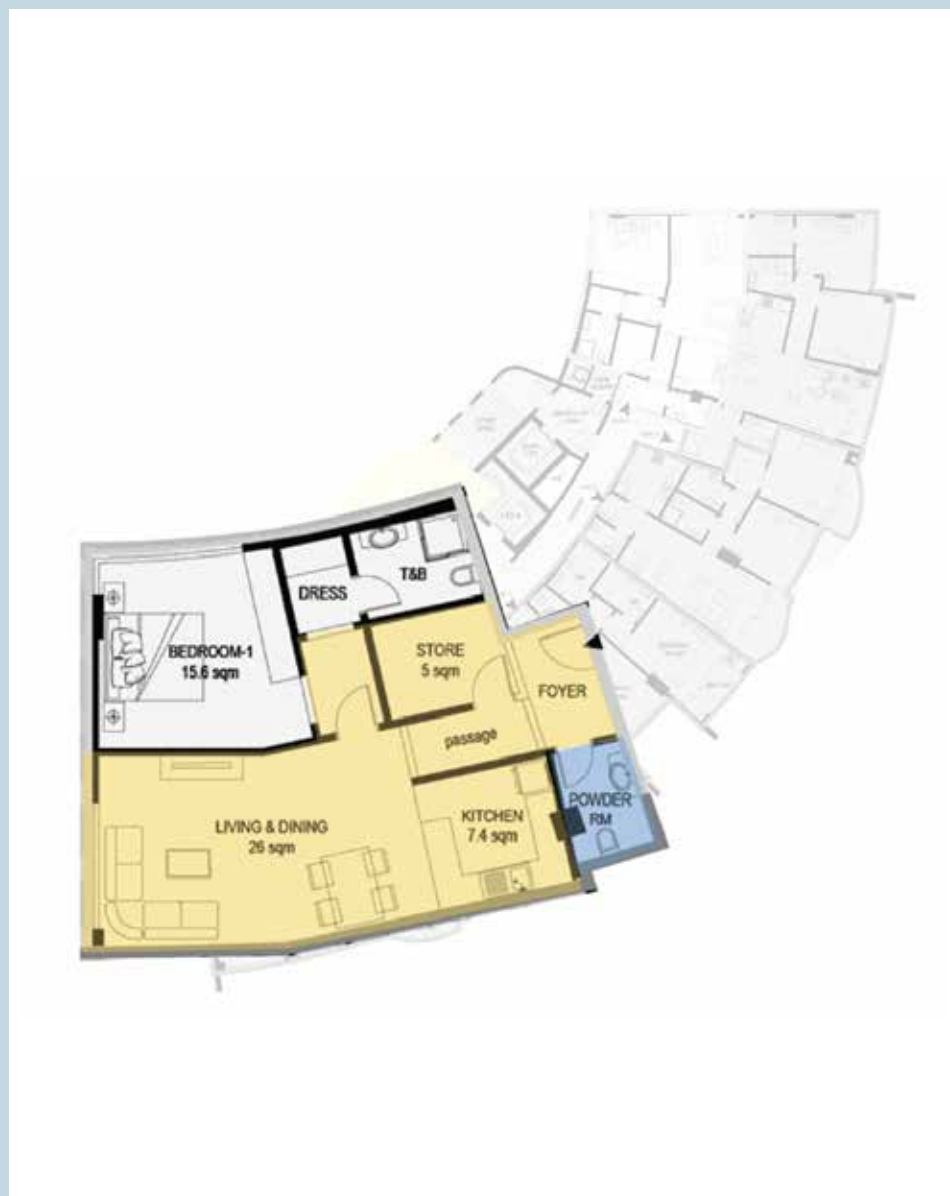 T&B
DRESS
BEDROOM-1
15.6 sqm
STORE
5 sqm
FOYER
passage
POWDER
RM
KITCHEN
7.4 sqm
LIVING & DINING
26 sqm